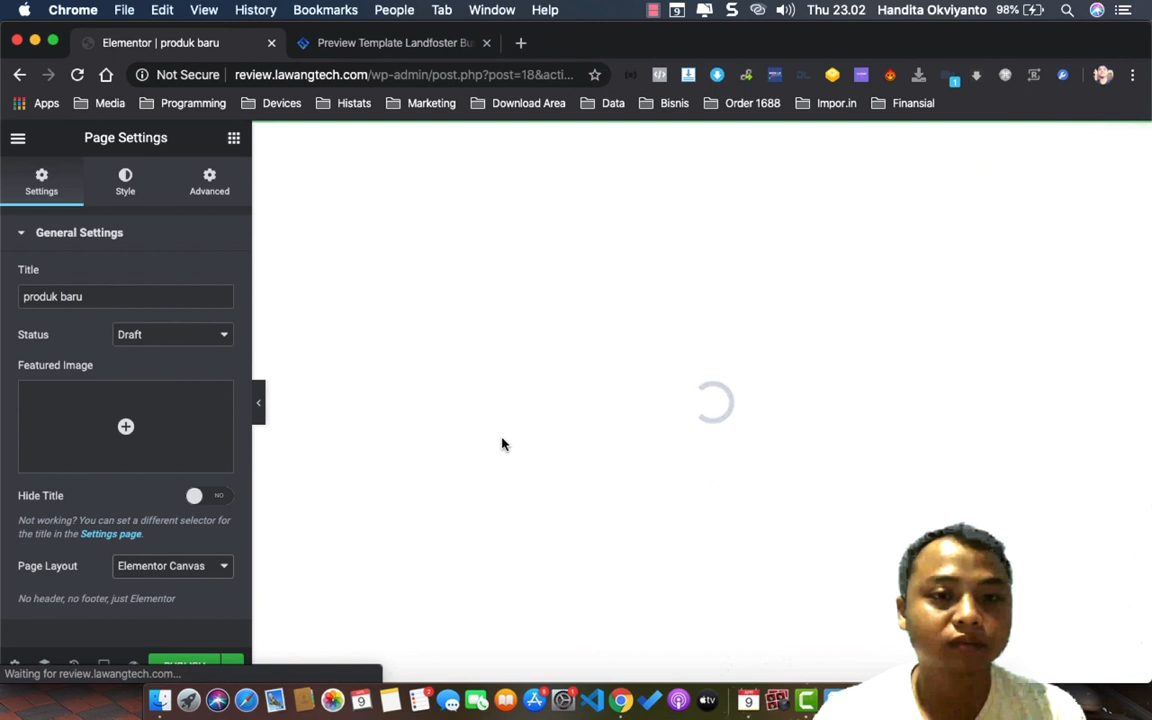 Chrome File Edit View History Bookmarks People Tab Window Help 9 S Thu 23.02 Handita Okviyanto 98%
Elementor | produk baru
Preview Template Landfoster Bu
Not Secure review.lawangtech.com/wp-admin/post.php?post=18&acti...
Apps Media Programming Devices Histats Marketing Download Area Data Bisnis Order 1688 Impor.in Finansial
Page Settings
Settings Style Advanced
General Settings
Title
produk baru
Status Draft
Featured Image
Hide Title NO
Not working? You can set a different selector for
the title in the Settings page.
Page Layout Elementor Canvas
No header, no footer, just Elementor
Waiting for review.lawangtech.com...